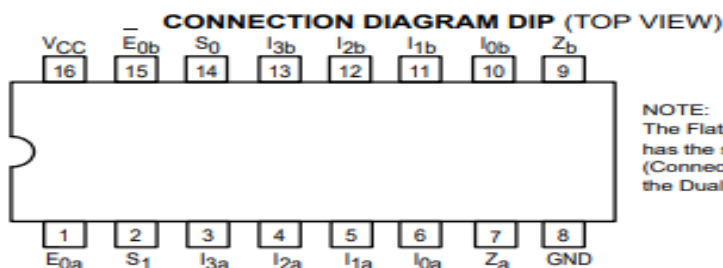 CONNECTION DIAGRAM DIP (TOP VIEW)
VCC E̅0b S0 I3b I2b I1b I0b Zb
16 15 14 13 12 11 10 9
NOTE:
The Flat
has the
(Connec
the Dual
1 2 3 4 5 6 7 8
E0a S1 I3a I2a I1a I0a Za GND